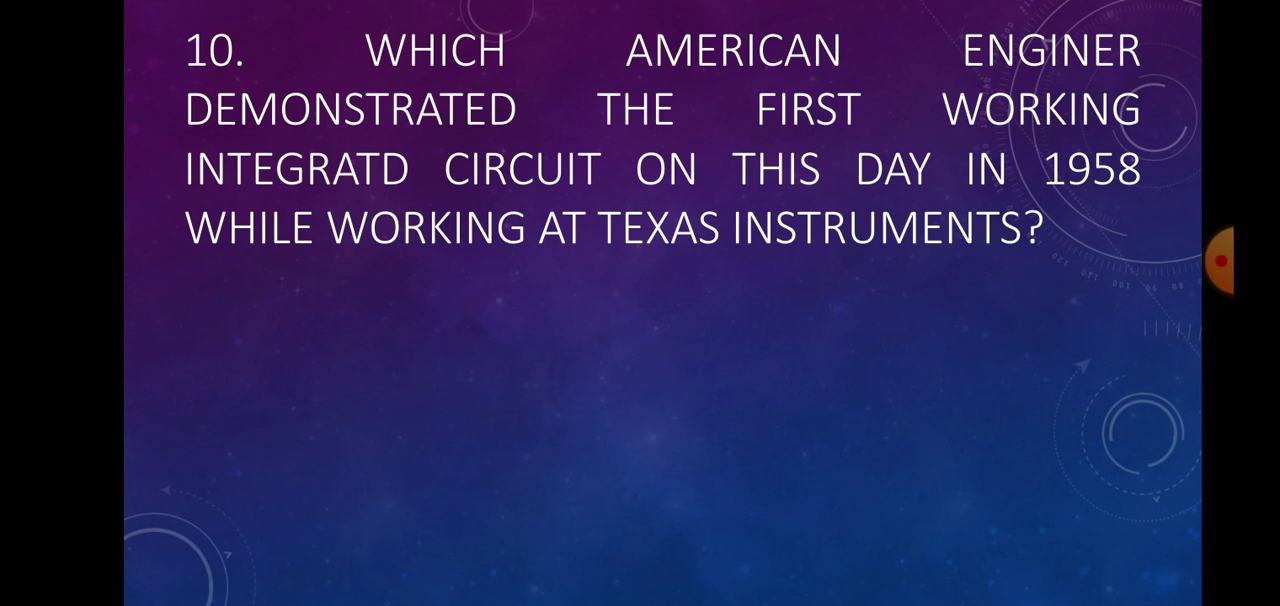 10. WHICH AMERICAN ENGINER
DEMONSTRATED THE FIRST WORKING
INTEGRATD CIRCUIT ON THIS DAY IN 1958
WHILE WORKING AT TEXAS INSTRUMENTS?